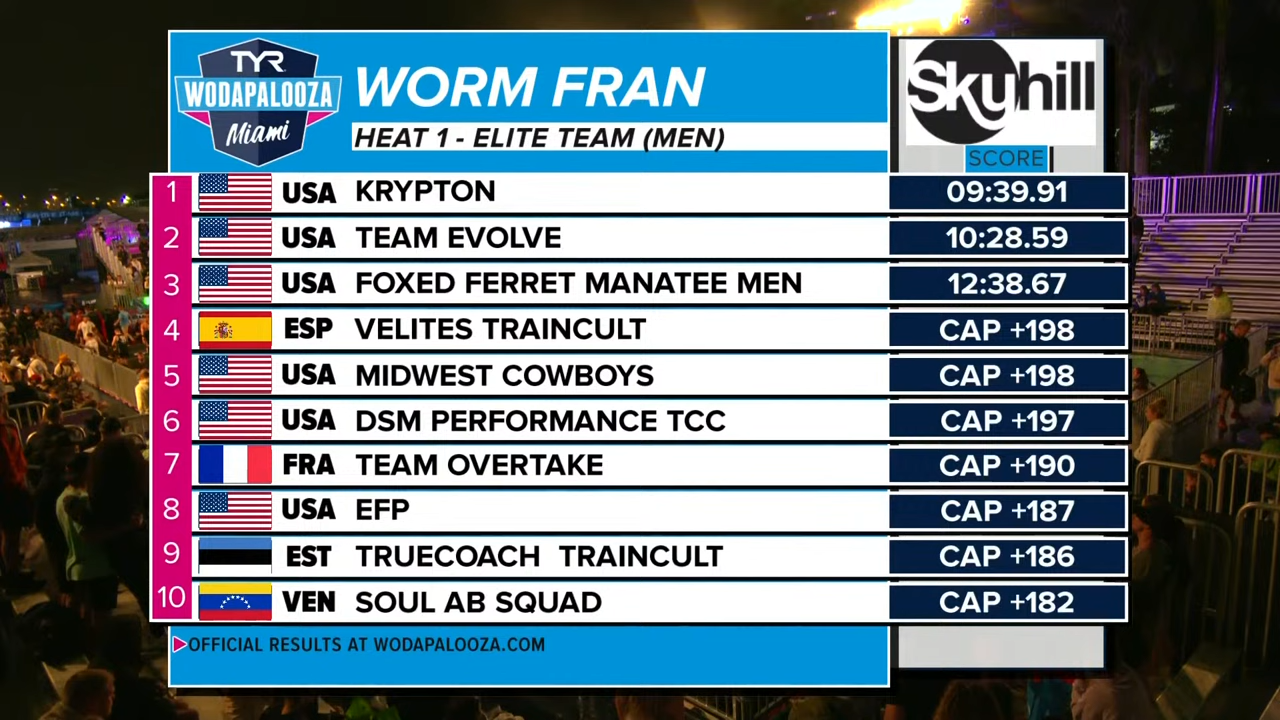 TYR
WODAPALOOZA
Miami
WORM FRAN
HEAT 1 - ELITE TEAM (MEN)
Skyhill
SCORE
1 USA KRYPTON 09:39.91
2 USA TEAM EVOLVE 10:28.59
3 USA FOXED FERRET MANATEE MEN 12:38.67
4 ESP VELITES TRAINCULT CAP +198
5 USA MIDWEST COWBOYS CAP +198
6 USA DSM PERFORMANCE TCC CAP +197
7 FRA TEAM OVERTAKE CAP +190
8 USA EFP CAP +187
9 EST TRUECOACH  TRAINCULT CAP +186
10 VEN SOUL AB SQUAD CAP +182
OFFICIAL RESULTS AT WODAPALOOZA.COM